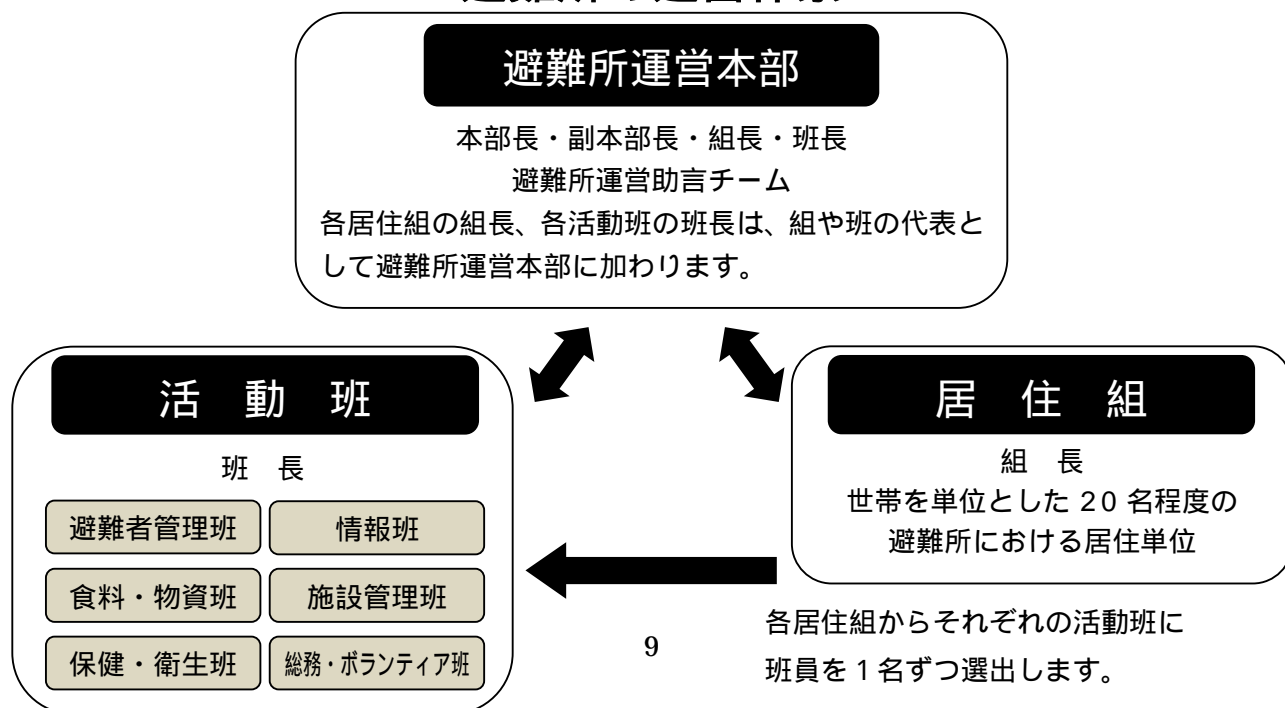 避難所運営本部
本部長・副本部長・組長・班長
避難所運営助言チーム
各居住組の組長、各活動班の班長は、組や班の代表と
して避難所運営本部に加わります。
活 動 班
班 長
避難者管理班
情報班
食料・物資班
施設管理班
保健・衛生班
総務・ボランティア班
居 住 組
組 長
世帯を単位とした 20 名程度の
避難所における居住単位
各居住組からそれぞれの活動班に
班員を 1 名ずつ選出します。
9